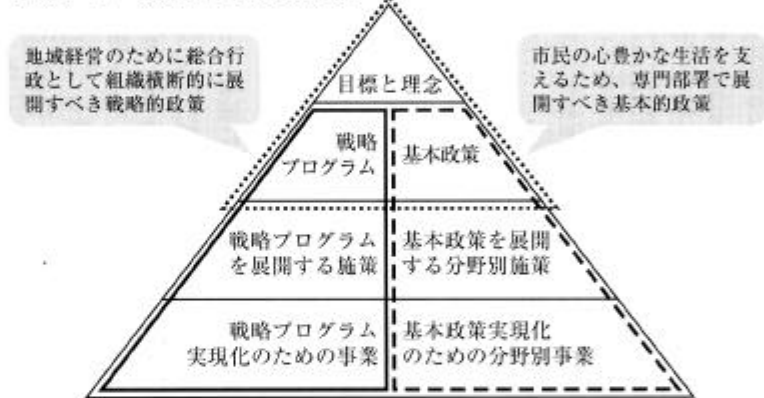 地域経営のために総合行
政として組織横断的に展
開すべき戦略的政策
市民の心豊かな生活を支
えるため、専門部署で展
開すべき基本的政策
目標と理念
戦略
プログラム
基本政策
戦略プログラム
を展開する施策
基本政策を展開
する分野別施策
戦略プログラム
実現化のための事業
基本政策実現化
のための分野別事業